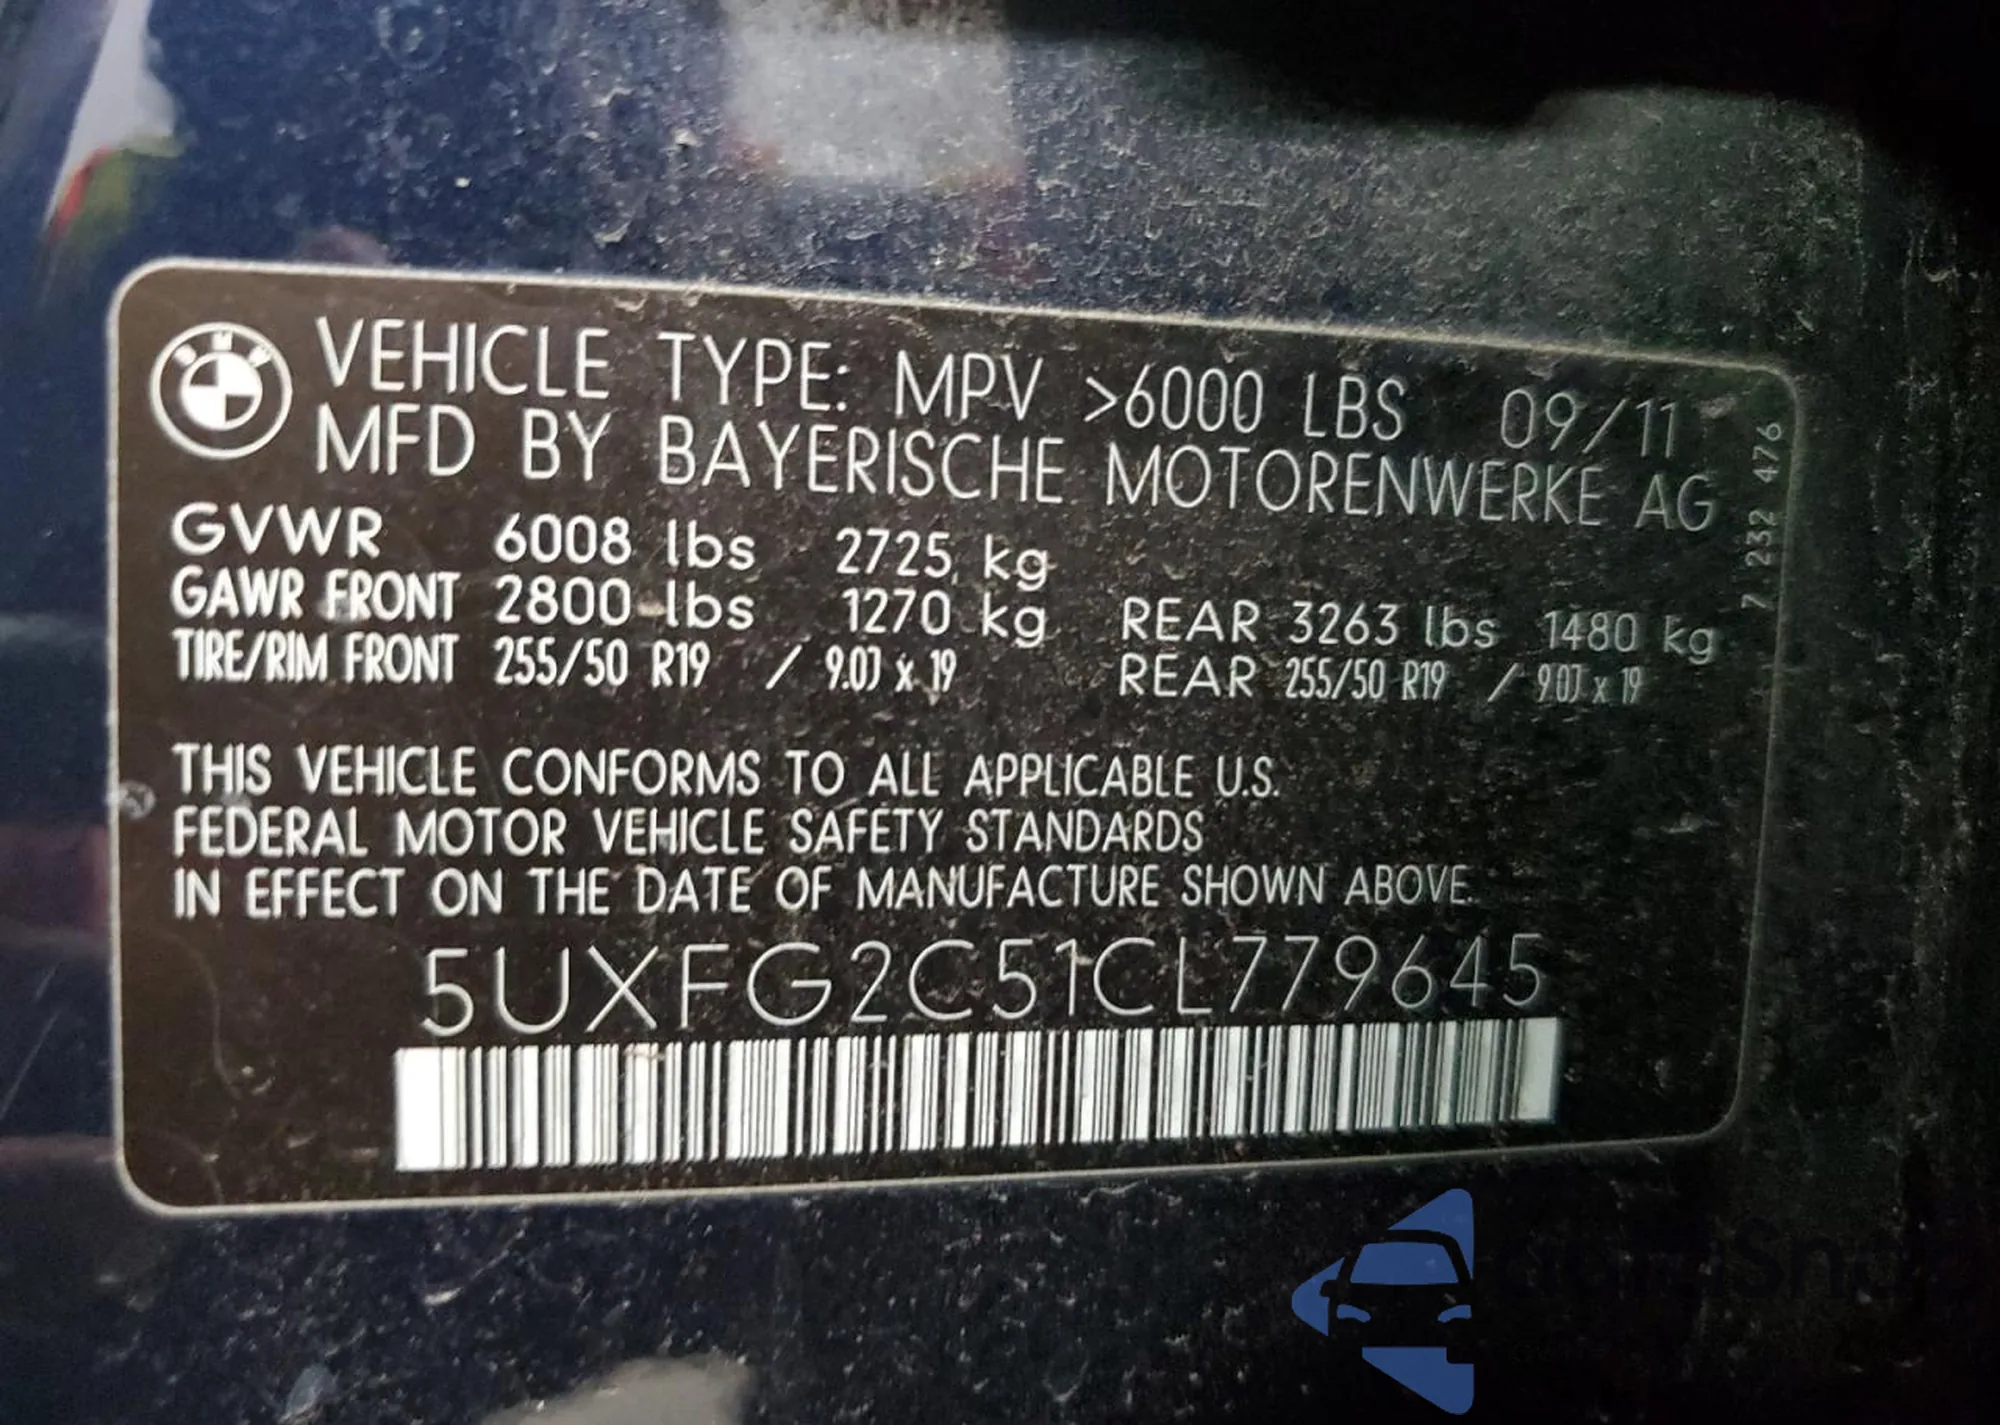 BMW
VEHICLE TYPE: MPV >6000 LBS 09/11
MFD BY BAYERISCHE MOTORENWERKE AG
7 232 476
GVWR 6008 lbs 2725 kg
GAWR FRONT 2800 lbs 1270 kg REAR 3263 lbs 1480 kg
TIRE/RIM FRONT 255/50 R19 / 9.0J x 19 REAR 255/50 R19 / 9.0J x 19
THIS VEHICLE CONFORMS TO ALL APPLICABLE U.S.
FEDERAL MOTOR VEHICLE SAFETY STANDARDS
IN EFFECT ON THE DATE OF MANUFACTURE SHOWN ABOVE.
5UXFG2C51CL779645